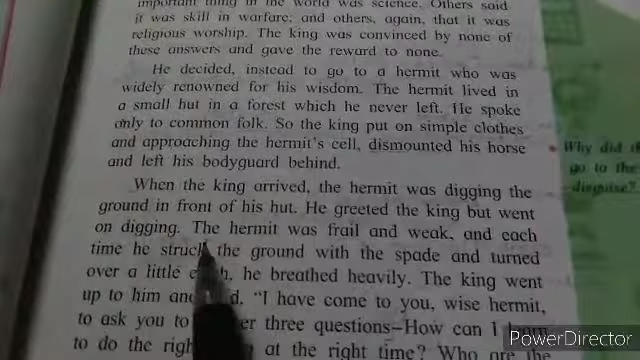 important thing in the world was science. Others said
it was skill in warfare, and others, again, that it was
religious worship. The king was convinced by none of
these answers and gave the reward to none.
He decided, instead to go to a hermit who was
widely renowned for his wisdom. The hermit lived in
a small hut in a forest which he never left. He spoke
only to common folk. So the king put on simple clothes
and approaching the hermit's cell, dismounted his horse
and left his bodyguard behind.
When the king arrived, the hermit was digging the
ground in front of his hut. He greeted the king but went
on digging. The hermit was frail and weak, and each
time he struck the ground with the spade and turned
over a little he breathed heavily. The king went
up to him "I have come to you, wise hermit,
to ask you to three questions–How can I
to do the at the right time? Who are
Why did
go to the
disguise?
PowerDirector